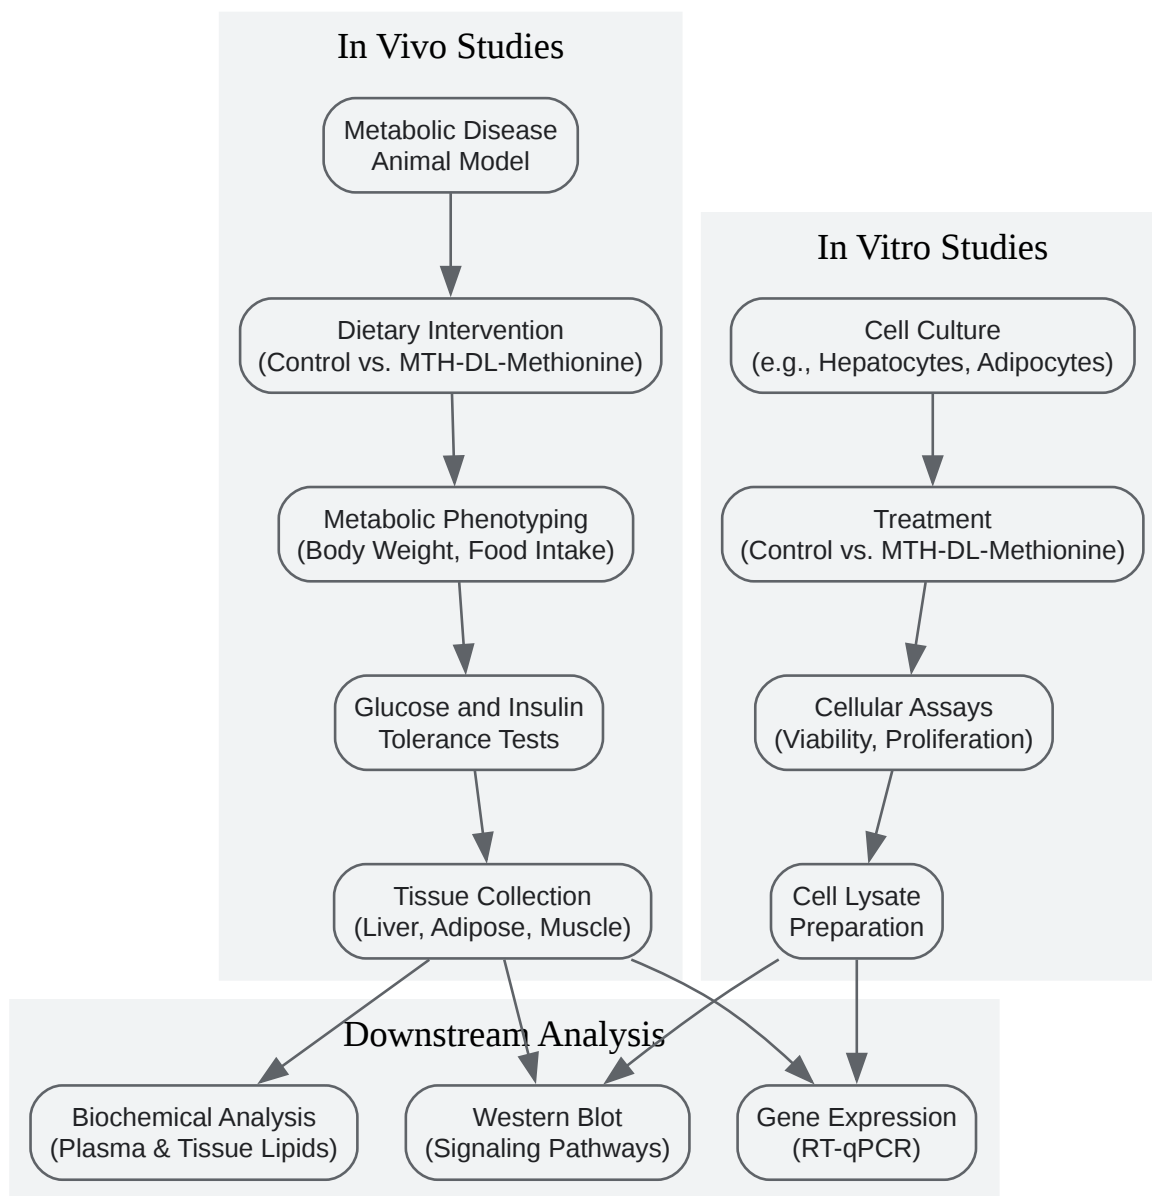 In Vivo Studies
Metabolic Disease
Animal Model
Dietary Intervention
(Control vs. MTH-DL-Methionine)
Metabolic Phenotyping
(Body Weight, Food Intake)
Glucose and Insulin
Tolerance Tests
Tissue Collection
(Liver, Adipose, Muscle)
In Vitro Studies
Cell Culture
(e.g., Hepatocytes, Adipocytes)
Treatment
(Control vs. MTH-DL-Methionine)
Cellular Assays
(Viability, Proliferation)
Cell Lysate
Preparation
Downstream Analysis
Biochemical Analysis
(Plasma & Tissue Lipids)
Western Blot
(Signaling Pathways)
Gene Expression
(RT-qPCR)